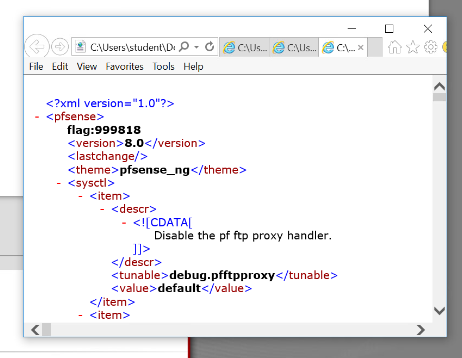 C:\Users\student\Do
C:\Us...
C:\Us...
C:\...
File Edit View Favorites Tools Help
<?xml version="1.0"?>
- <pfsense>
flag:999818
<version>8.0</version>
<lastchange/>
<theme>pfsense_ng</theme>
- <sysctl>
- <item>
- <descr>
- <![CDATA[
Disable the pf ftp proxy handler.
]]>
</descr>
<tunable>debug.pfftpproxy</tunable>
<value>default</value>
</item>
- <item>